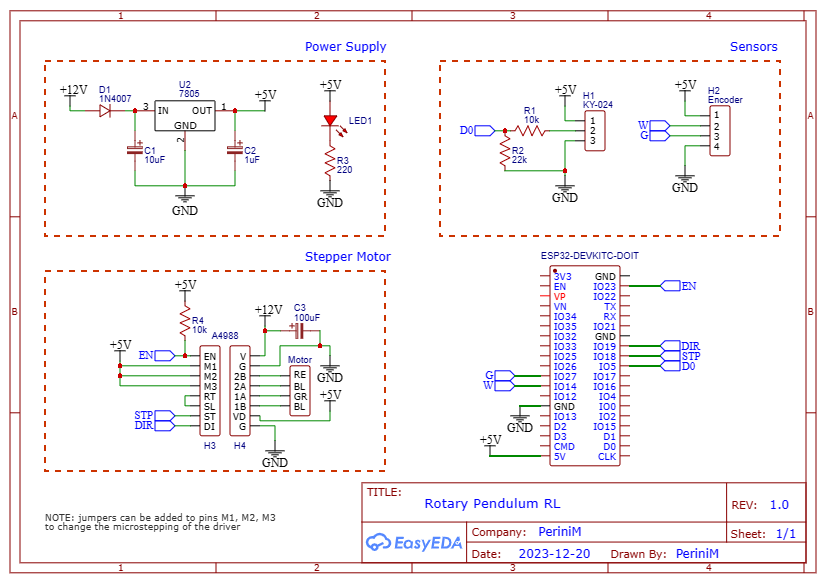 1 2 3 4
A A
B B
Power Supply
Sensors
+12V
D1
1N4007
U2
7805
3 IN OUT 1
GND
2
+5V
C1
10uF
C2
1uF
GND
+5V
LED1
R3
220
GND
D0
R1
10k
R2
22k
+5V
H1
KY-024
1
2
3
GND
+5V
H2
Encoder
W
G
1
2
3
4
GND
Stepper Motor
+5V
R4
10k
+5V
EN
STP
DIR
A4988
EN
M1
M2
M3
RT
SL
ST
DI
H3
V
G
2B
2A
1A
1B
VD
G
H4
+12V
C3
100uF
GND
Motor
RE
BL
GR
BL
+5V
GND
ESP32-DEVKITC-DOIT
3V3 GND
EN IO23 EN
VP IO22
VN TX
IO34 RX
IO35 IO21
IO32 GND
IO33 IO19 DIR
IO25 IO18 STP
IO26 IO5 D0
G IO27 IO17
W IO14 IO16
IO12 IO4
GND IO0
IO13 IO2
GND
D2 IO15
D3 D1
+5V
CMD D0
5V CLK
NOTE: jumpers can be added to pins M1, M2, M3
to change the microstepping of the driver
TITLE:
Rotary Pendulum RL
REV: 1.0
EasyEDA
Company: PeriniM
Sheet: 1/1
Date: 2023-12-20 Drawn By: PeriniM
1 2 3 4